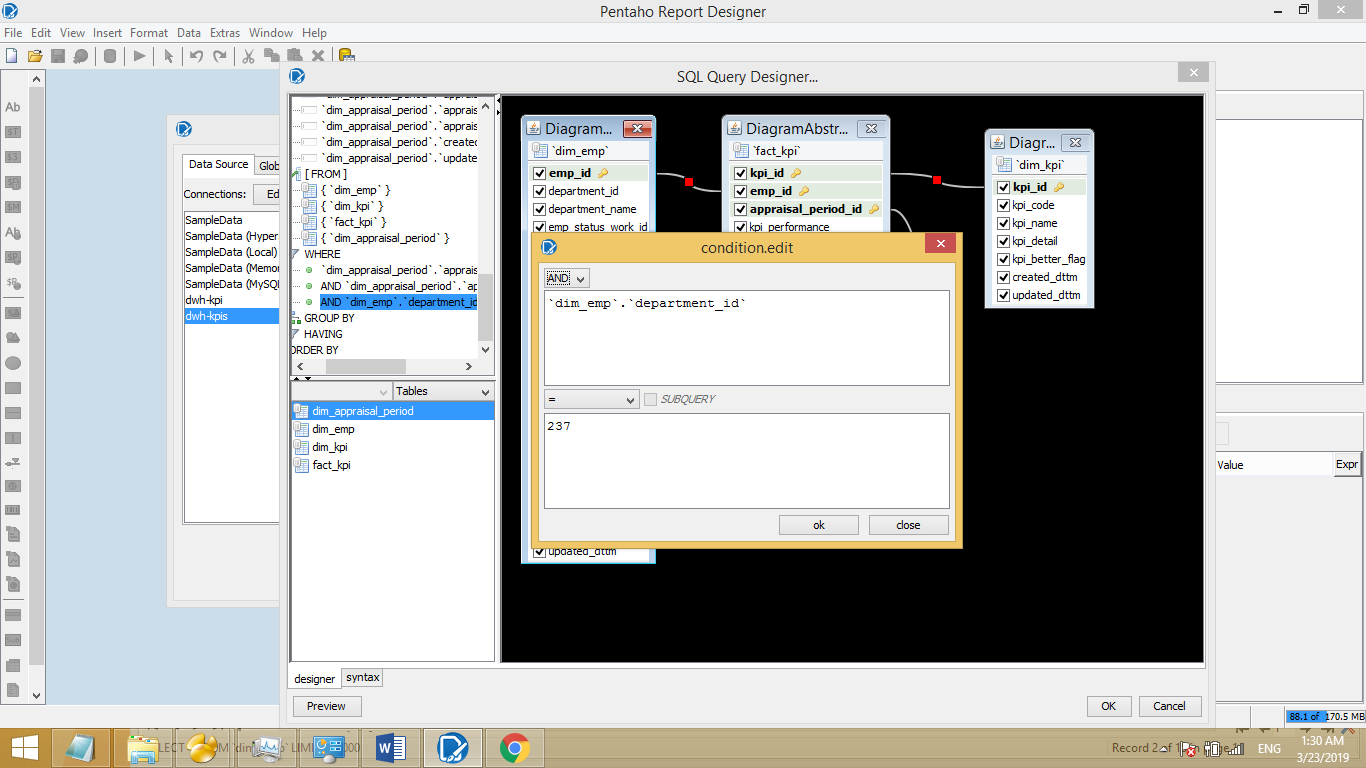 Pentaho Report Designer
File Edit View Insert Format Data Extras Window Help
SQL Query Designer...
Ab
Data Source
Glob
Connections:
Ed
SampleData
SampleData (Hyper
SampleData (Local)
SampleData (Memor
SampleData (MySQL
dwh-kpi
dwh-kpis
`dim_appraisal_period`.`apprais
`dim_appraisal_period`.`apprais
`dim_appraisal_period`.`created
`dim_appraisal_period`.`update
[ FROM ]
{ `dim_emp` }
{ `dim_kpi` }
{ `fact_kpi` }
{ `dim_appraisal_period` }
WHERE
`dim_appraisal_period`.`apprais
AND `dim_appraisal_period`.`ap
AND `dim_emp`.`department_id
GROUP BY
HAVING
ORDER BY
Tables
dim_appraisal_period
dim_emp
dim_kpi
fact_kpi
Diagram...
`dim_emp`
emp_id
department_id
department_name
emp_status_work_id
updated_dttm
DiagramAbstr...
`fact_kpi`
kpi_id
emp_id
appraisal_period_id
kpi_performance
Diagr...
`dim_kpi`
kpi_id
kpi_code
kpi_name
kpi_detail
kpi_better_flag
created_dttm
updated_dttm
condition.edit
AND
`dim_emp`.`department_id`
=
SUBQUERY
237
ok
close
Value
Expr
designer
syntax
Preview
OK
Cancel
88.1 of 170.5 MB
ENG
1:30 AM
3/23/2019